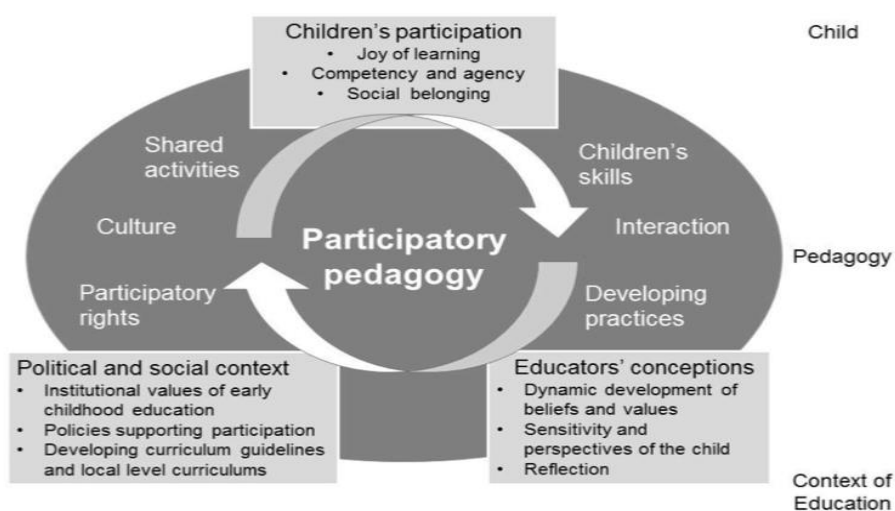 Children's participation
• Joy of learning
• Competency and agency
• Social belonging
Child
Shared
activities
Children's
skills
Culture
Interaction
Participatory
pedagogy
Pedagogy
Participatory
rights
Developing
practices
Political and social context
• Institutional values of early
childhood education
• Policies supporting participation
• Developing curriculum guidelines
and local level curriculums
Educators' conceptions
• Dynamic development of
beliefs and values
• Sensitivity and
perspectives of the child
• Reflection
Context of
Education